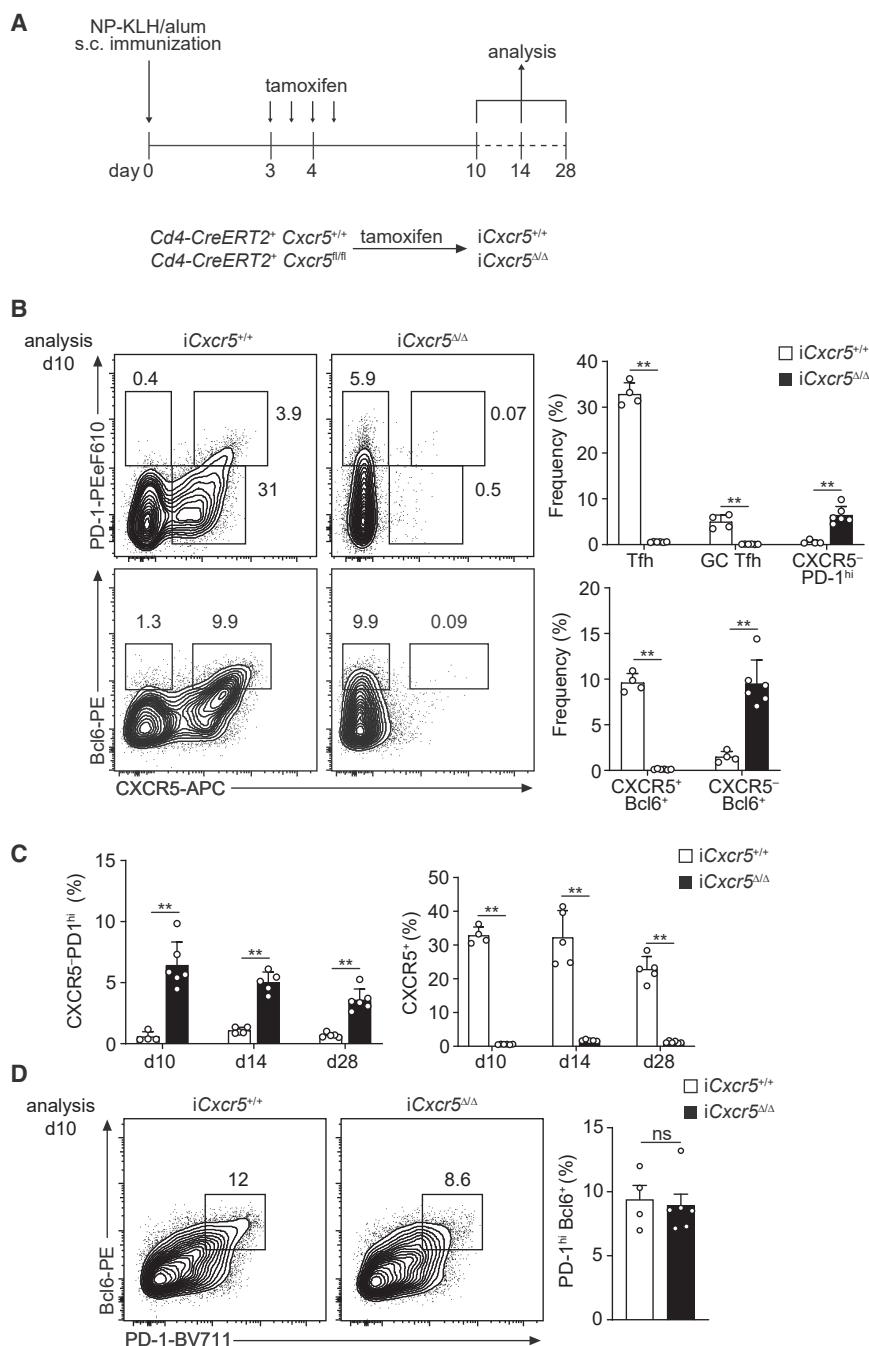 A
NP-KLH/alum
s.c. immunization
tamoxifen
analysis
day 0 3 4 10 14 28
Cd4-CreERT2⁺ Cxcr5⁺/⁺ tamoxifen iCxcr5⁺/⁺
Cd4-CreERT2⁺ Cxcr5ᶠˡ/ᶠˡ iCxcr5Δ/Δ
B
analysis
d10
iCxcr5⁺/⁺ iCxcr5Δ/Δ
PD-1-PEeF610
0.4
3.9
31
5.9
0.07
0.5
Bcl6-PE
1.3 9.9
9.9 0.09
CXCR5-APC
iCxcr5⁺/⁺
iCxcr5Δ/Δ
Frequency (%)
40
30
20
10
0
** ** **
Tfh GC Tfh CXCR5⁻
PD-1ʰⁱ
Frequency (%)
20
15
10
5
0
** **
CXCR5⁺ CXCR5⁻
Bcl6⁺ Bcl6⁺
C
CXCR5⁻PD1ʰⁱ (%)
15
10
5
0
** ** **
d10 d14 d28
CXCR5⁺ (%)
50
40
30
20
10
0
** ** **
d10 d14 d28
iCxcr5⁺/⁺
iCxcr5Δ/Δ
D
analysis
d10
iCxcr5⁺/⁺ iCxcr5Δ/Δ
Bcl6-PE
12
8.6
PD-1-BV711
iCxcr5⁺/⁺
iCxcr5Δ/Δ
PD-1ʰⁱ Bcl6⁺ (%)
15
10
5
0
ns